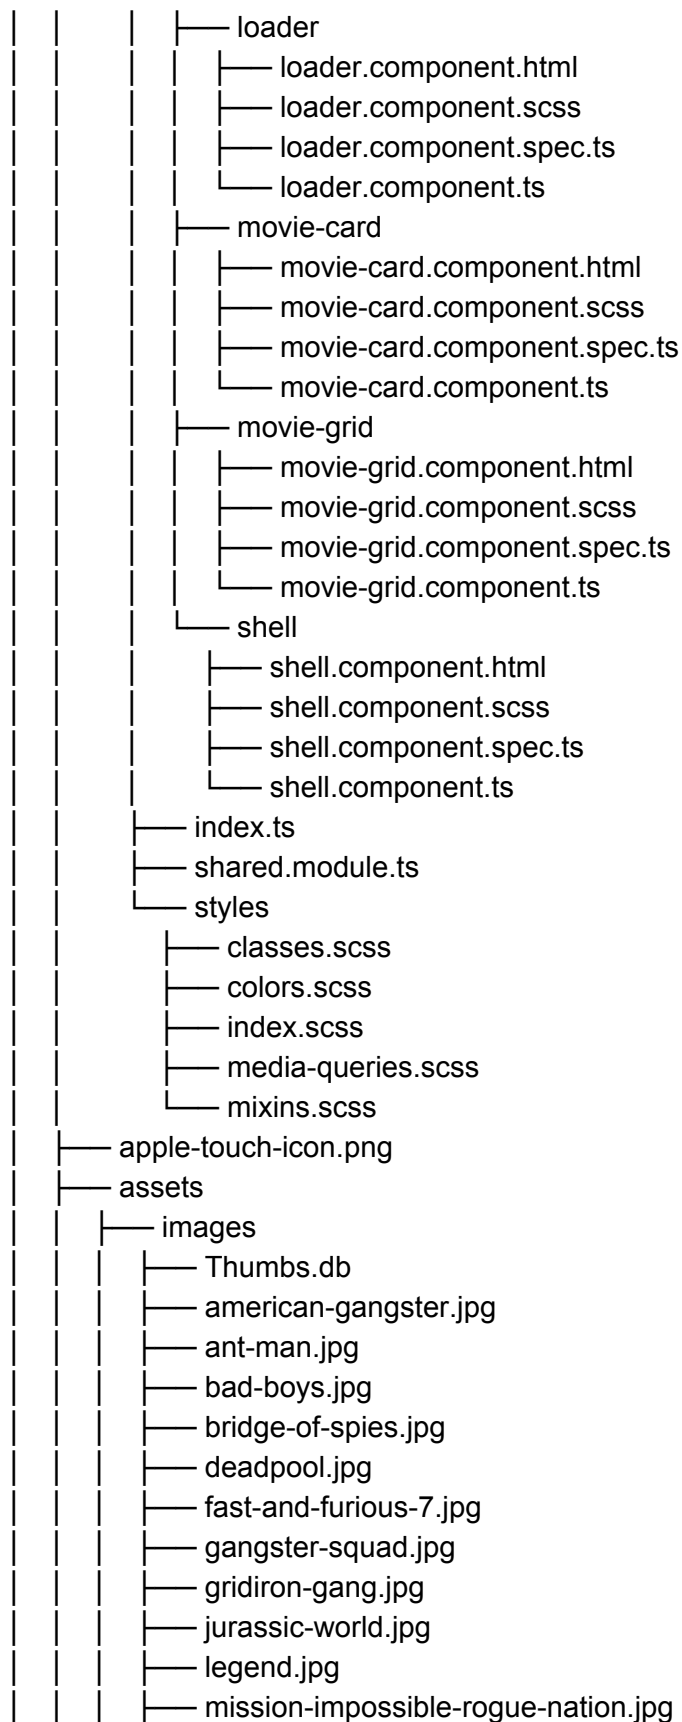 │ │ │ ├── loader
│ │ │ │ ├── loader.component.html
│ │ │ │ ├── loader.component.scss
│ │ │ │ ├── loader.component.spec.ts
│ │ │ │ └── loader.component.ts
│ │ │ ├── movie-card
│ │ │ │ ├── movie-card.component.html
│ │ │ │ ├── movie-card.component.scss
│ │ │ │ ├── movie-card.component.spec.ts
│ │ │ │ └── movie-card.component.ts
│ │ │ ├── movie-grid
│ │ │ │ ├── movie-grid.component.html
│ │ │ │ ├── movie-grid.component.scss
│ │ │ │ ├── movie-grid.component.spec.ts
│ │ │ │ └── movie-grid.component.ts
│ │ │ └── shell
│ │ │ ├── shell.component.html
│ │ │ ├── shell.component.scss
│ │ │ ├── shell.component.spec.ts
│ │ │ └── shell.component.ts
│ │ ├── index.ts
│ │ ├── shared.module.ts
│ │ └── styles
│ │ ├── classes.scss
│ │ ├── colors.scss
│ │ ├── index.scss
│ │ ├── media-queries.scss
│ │ └── mixins.scss
│ ├── apple-touch-icon.png
│ ├── assets
│ │ ├── images
│ │ │ ├── Thumbs.db
│ │ │ ├── american-gangster.jpg
│ │ │ ├── ant-man.jpg
│ │ │ ├── bad-boys.jpg
│ │ │ ├── bridge-of-spies.jpg
│ │ │ ├── deadpool.jpg
│ │ │ ├── fast-and-furious-7.jpg
│ │ │ ├── gangster-squad.jpg
│ │ │ ├── gridiron-gang.jpg
│ │ │ ├── jurassic-world.jpg
│ │ │ ├── legend.jpg
│ │ │ ├── mission-impossible-rogue-nation.jpg